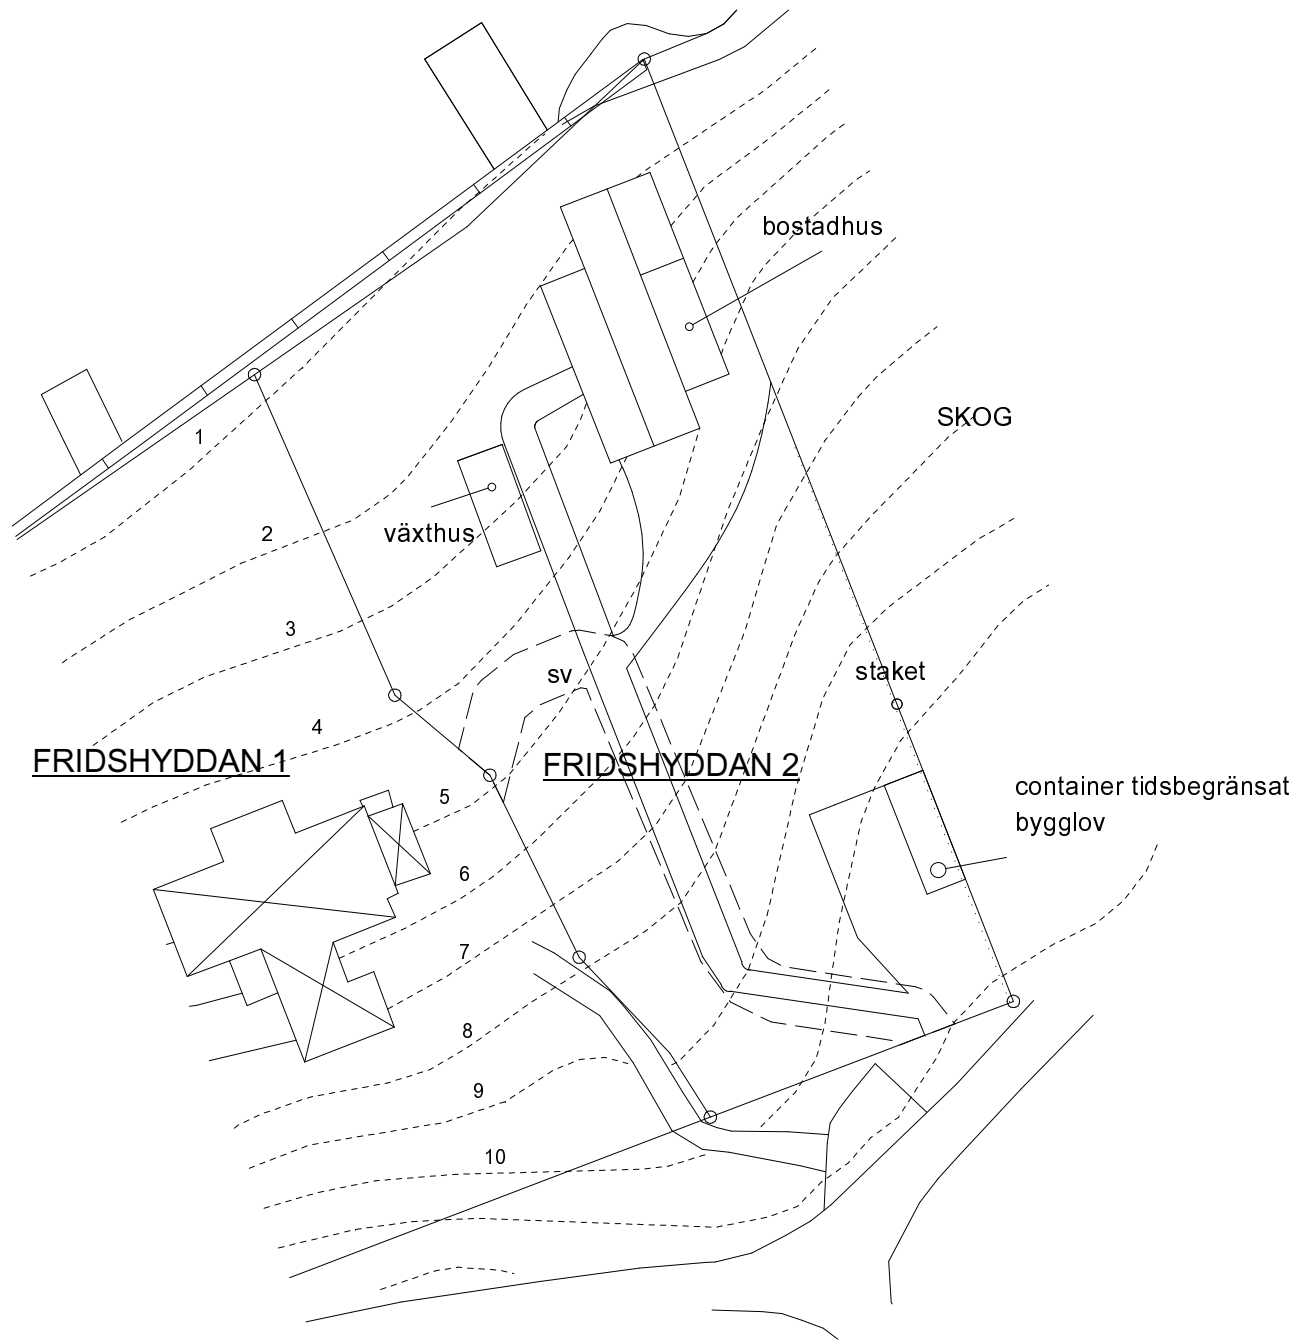 bostadhus
SKOG
1
2
växthus
3
sv
staket
4
FRIDSHYDDAN 1
FRIDSHYDDAN 2
container tidsbegränsat
bygglov
5
6
7
8
9
10